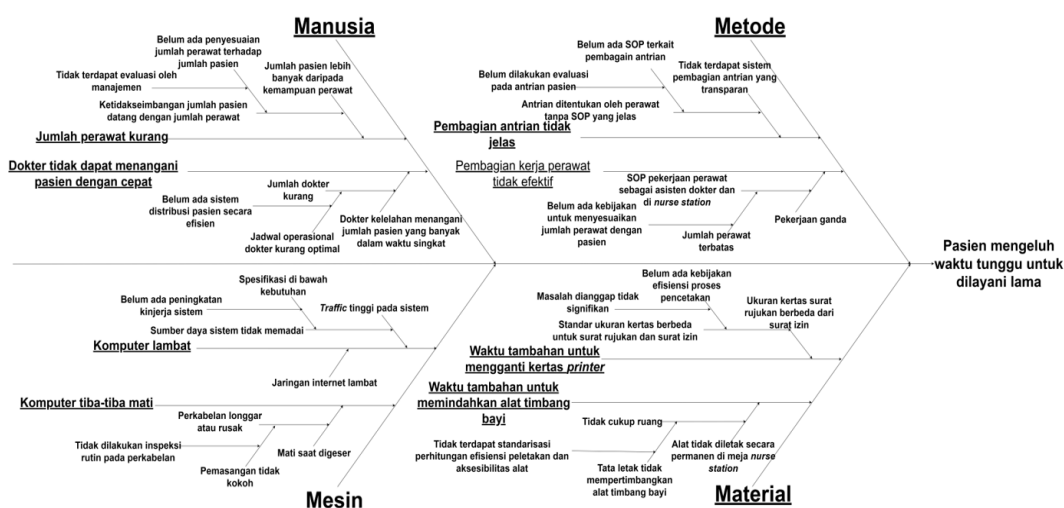 Manusia
Belum ada penyesuaian
jumlah perawat terhadap
jumlah pasien
Jumlah pasien lebih
banyak daripada
kemampuan perawat
Tidak terdapat evaluasi oleh
manajemen
Ketidakseimbangan jumlah pasien
datang dengan jumlah perawat
Jumlah perawat kurang
Dokter tidak dapat menangani
pasien dengan cepat
Jumlah dokter
kurang
Belum ada sistem
distribusi pasien secara
efisien
Jadwal operasional
dokter kurang optimal
Dokter kelelahan menangani
jumlah pasien yang banyak
dalam waktu singkat
Metode
Belum ada SOP terkait
pembagain antrian
Tidak terdapat sistem
pembagian antrian yang
transparan
Belum dilakukan evaluasi
pada antrian pasien
Antrian ditentukan oleh perawat
tanpa SOP yang jelas
Pembagian antrian tidak
jelas
Pembagian kerja perawat
tidak efektif
SOP pekerjaan perawat
sebagai asisten dokter dan
di nurse station
Belum ada kebijakan
untuk menyesuaikan
jumlah perawat dengan
pasien
Jumlah perawat
terbatas
Pekerjaan ganda
Pasien mengeluh
waktu tunggu untuk
dilayani lama
Spesifikasi di bawah
kebutuhan
Belum ada peningkatan
kinjerja sistem
Traffic tinggi pada sistem
Sumber daya sistem tidak memadai
Komputer lambat
Jaringan internet lambat
Komputer tiba-tiba mati
Perkabelan longgar
atau rusak
Tidak dilakukan inspeksi
rutin pada perkabelan
Mati saat digeser
Pemasangan tidak
kokoh
Mesin
Belum ada kebijakan
efisiensi proses
pencetakan
Masalah dianggap tidak
signifikan
Ukuran kertas surat
rujukan berbeda dari
surat izin
Standar ukuran kertas berbeda
untuk surat rujukan dan surat izin
Waktu tambahan untuk
mengganti kertas printer
Waktu tambahan untuk
memindahkan alat timbang
bayi
Tidak cukup ruang
Tidak terdapat standarisasi
perhitungan efisiensi peletakan dan
aksesibilitas alat
Alat tidak diletak secara
permanen di meja nurse
station
Tata letak tidak
mempertimbangkan
alat timbang bayi
Material